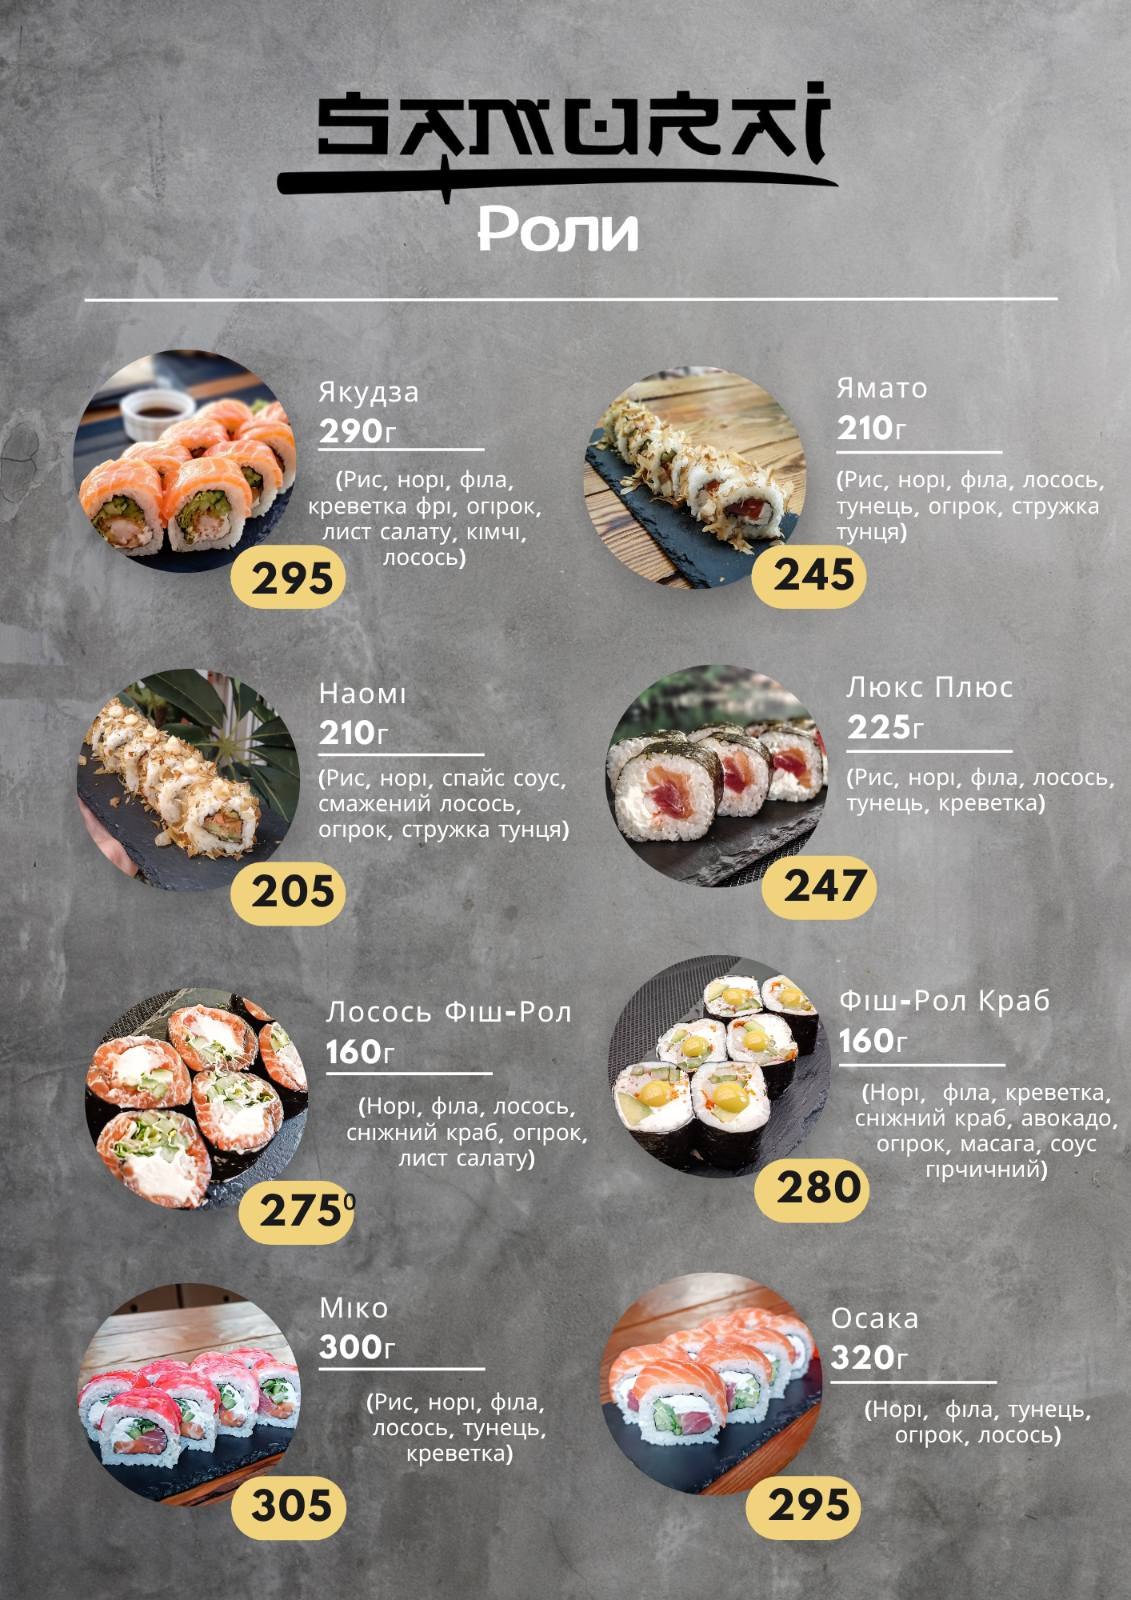 SAMURAI
Роли
Якудза
290г
(Рис, норі, філа,
креветка фрі, огірок,
лист салату, кімчі,
лосось)
295
Ямато
210г
(Рис, норі, філа, лосось,
тунець, огірок, стружка
тунця)
245
Наомі
210г
(Рис, норі, спайс соус,
смажений лосось,
огірок, стружка тунця)
205
Люкс Плюс
225г
(Рис, норі, філа, лосось,
тунець, креветка)
247
Лосось Фіш-Рол
160г
(Норі, філа, лосось,
сніжний краб, огірок,
лист салату)
275⁰
Фіш-Рол Краб
160г
(Норі, філа, креветка,
сніжний краб, авокадо,
огірок, масага, соус
гірчичний)
280
Міко
300г
(Рис, норі, філа,
лосось, тунець,
креветка)
305
Осака
320г
(Норі, філа, тунець,
огірок, лосось)
295